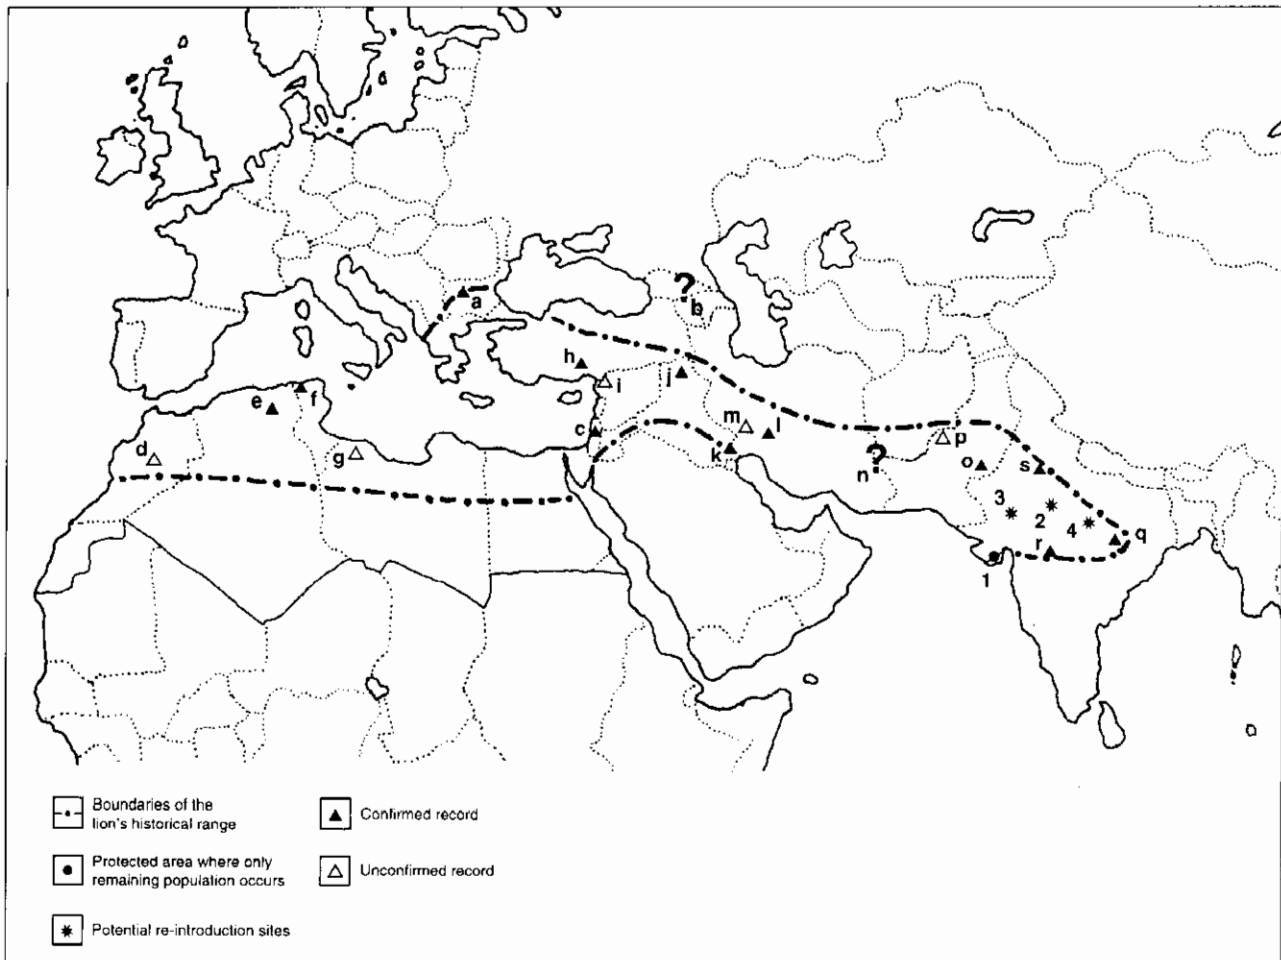 ?
b
a
h
i
j
e
f
m
l
c
d
g
k
?
n
p
o
s
3
2
4
r
q
1
Boundaries of the
lion's historical range
Confirmed record
Protected area where only
remaining population occurs
Unconfirmed record
Potential re-introduction sites